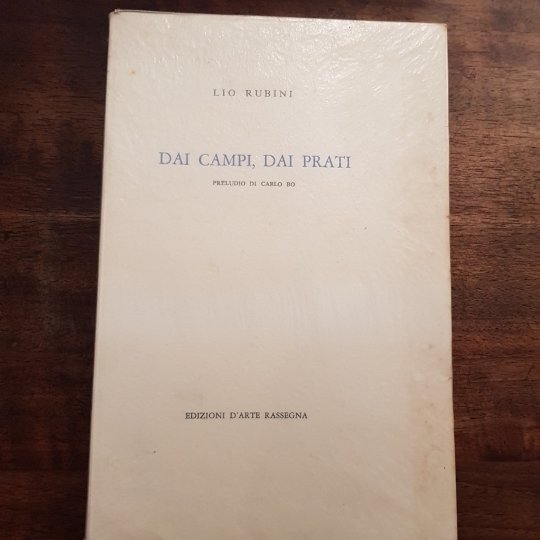 LIO RUBINI
DAI CAMPI, DAI PRATI
PRELUDIO DI CARLO BO
EDIZIONI D'ARTE RASSEGNA